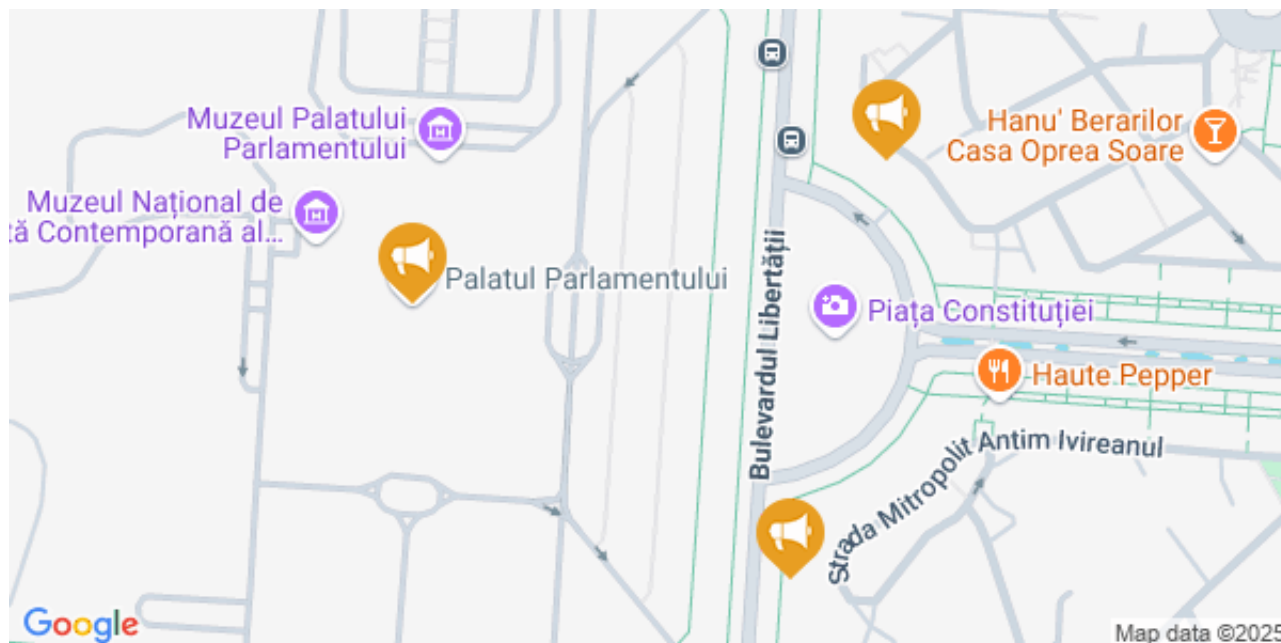 Muzeul Palatului
Parlamentului
Muzeul Național de
tă Contemporană al...
Palatul Parlamentului
Hanu' Berarilor
Casa Oprea Soare
Bulevardul Libertății
Piața Constituției
Haute Pepper
Strada Mitropolit Antim Ivireanul
Google
Map data ©2025